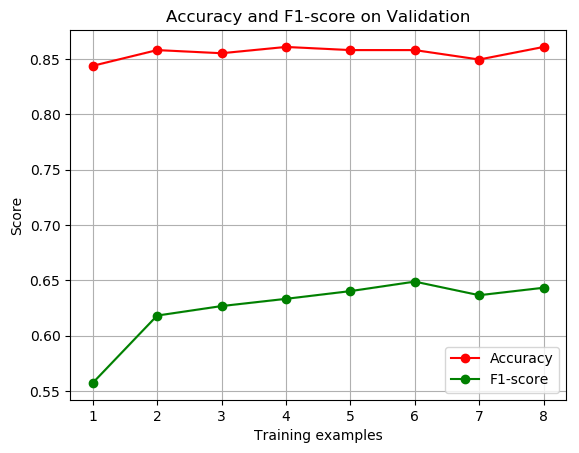 Accuracy and F1-score on Validation
0.85
0.80
0.75
0.70
0.65
0.60
0.55
Score
1 2 3 4 5 6 7 8
Training examples
Accuracy
F1-score